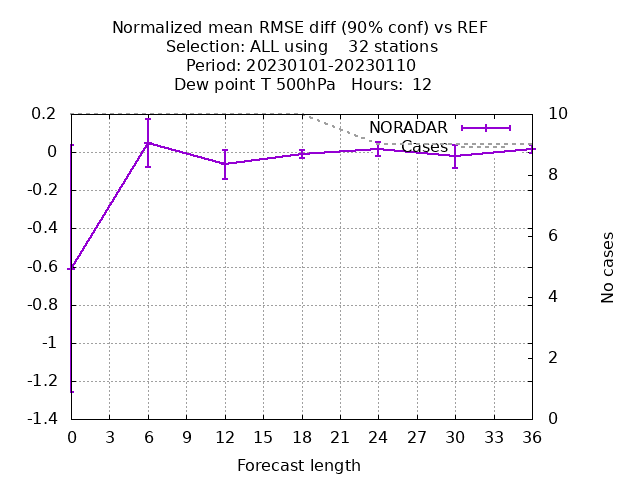 Normalized mean RMSE diff (90% conf) vs REF
Selection: ALL using    32 stations
Period: 20230101-20230110
Dew point T 500hPa   Hours: 12
0.2
0
-0.2
-0.4
-0.6
-0.8
-1
-1.2
-1.4
NORADAR
Cases
10
8
6
4
2
0
No cases
0 3 6 9 12 15 18 21 24 27 30 33 36
Forecast length